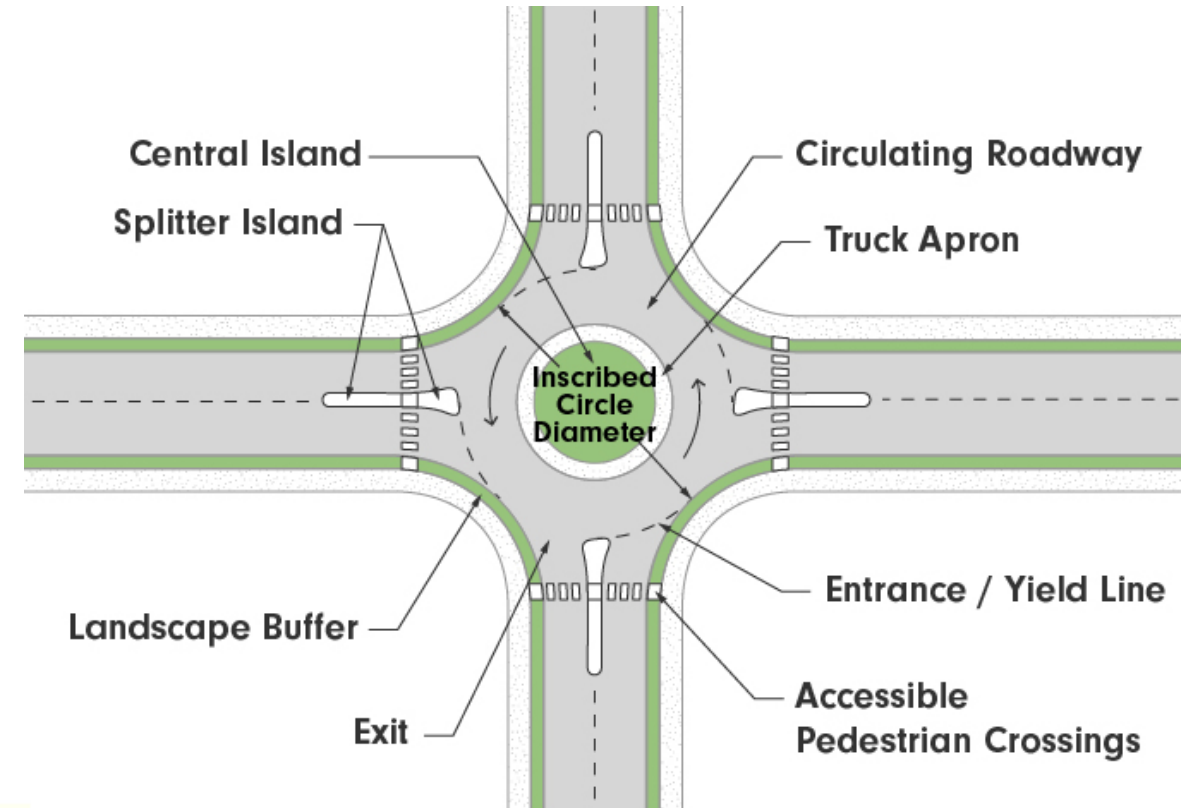 Central Island
Circulating Roadway
Splitter Island
Truck Apron
Inscribed
Circle
Diameter
Entrance / Yield Line
Landscape Buffer
Accessible
Pedestrian Crossings
Exit